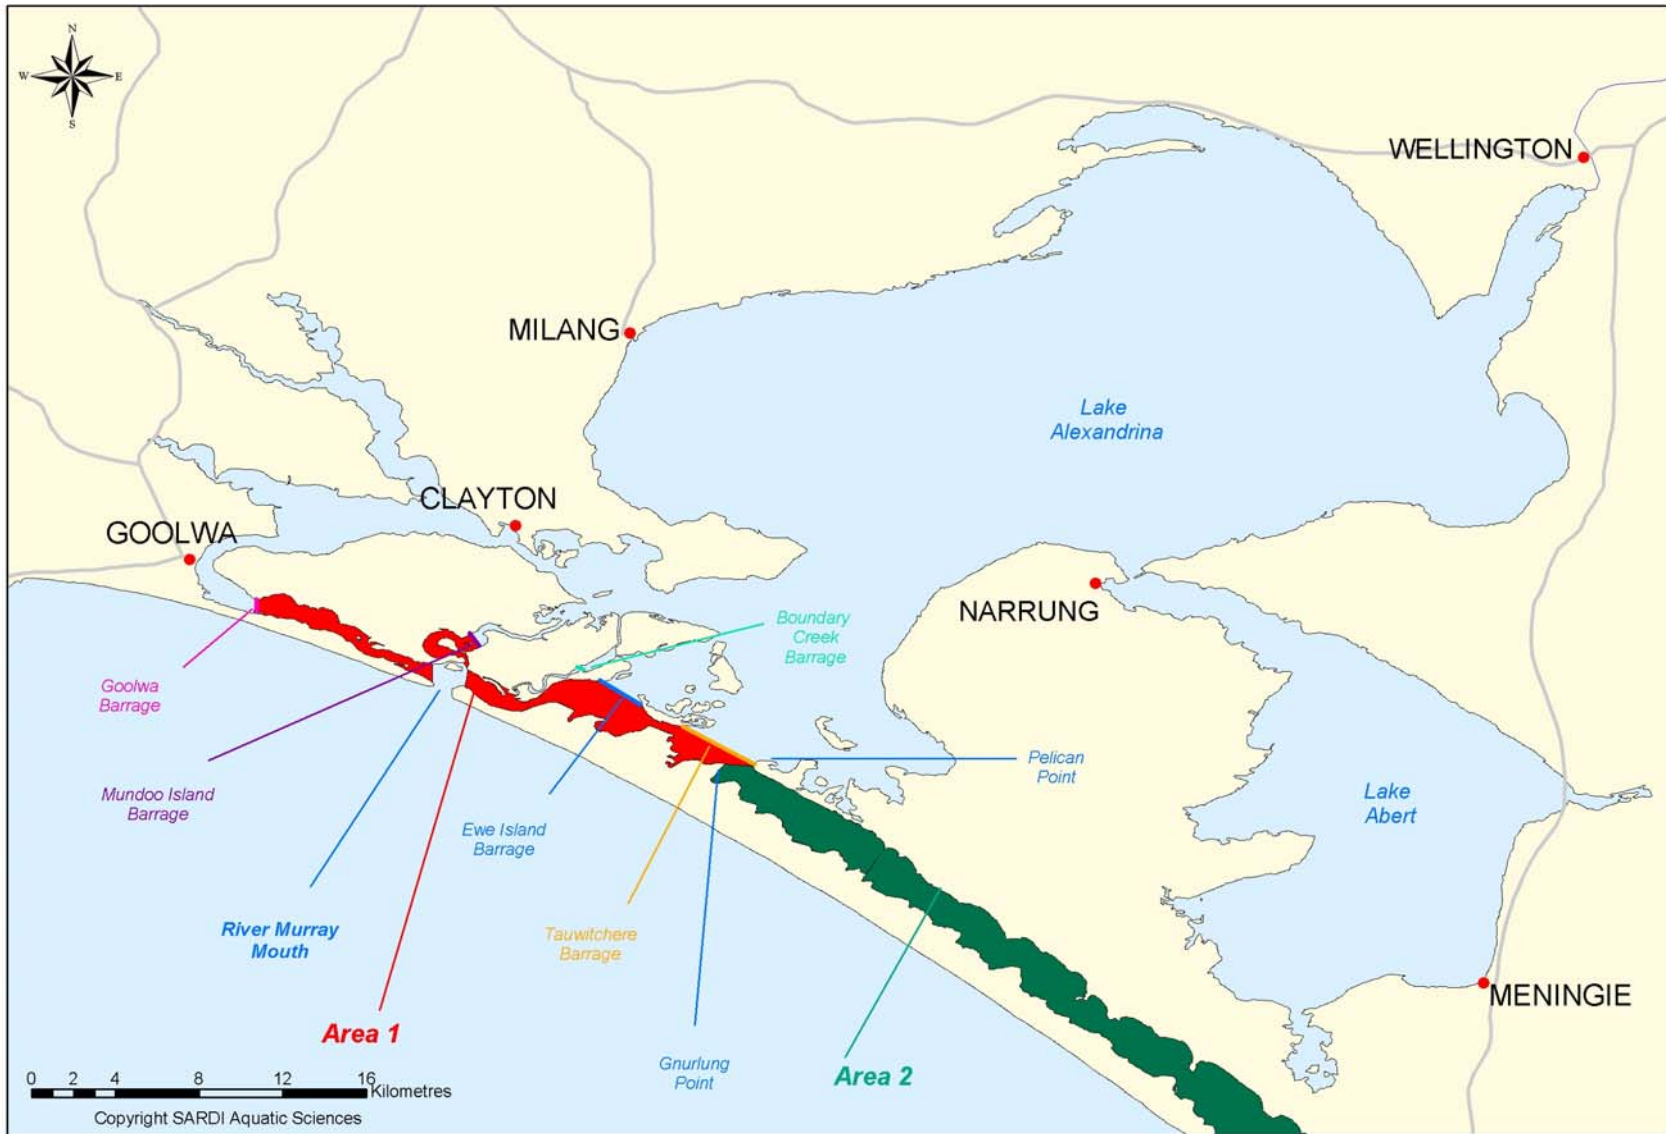 N
W E
S
WELLINGTON
MILANG
Lake
Alexandrina
CLAYTON
GOOLWA
NARRUNG
Boundary
Creek
Barrage
Goolwa
Barrage
Pelican
Point
Mundoo Island
Barrage
Ewe Island
Barrage
Lake
Abert
River Murray
Mouth
Tauwitchere
Barrage
MENINGIE
Area 1
Gnurlung
Point
Area 2
0 2 4 8 12 16
Kilometres
Copyright SARDI Aquatic Sciences